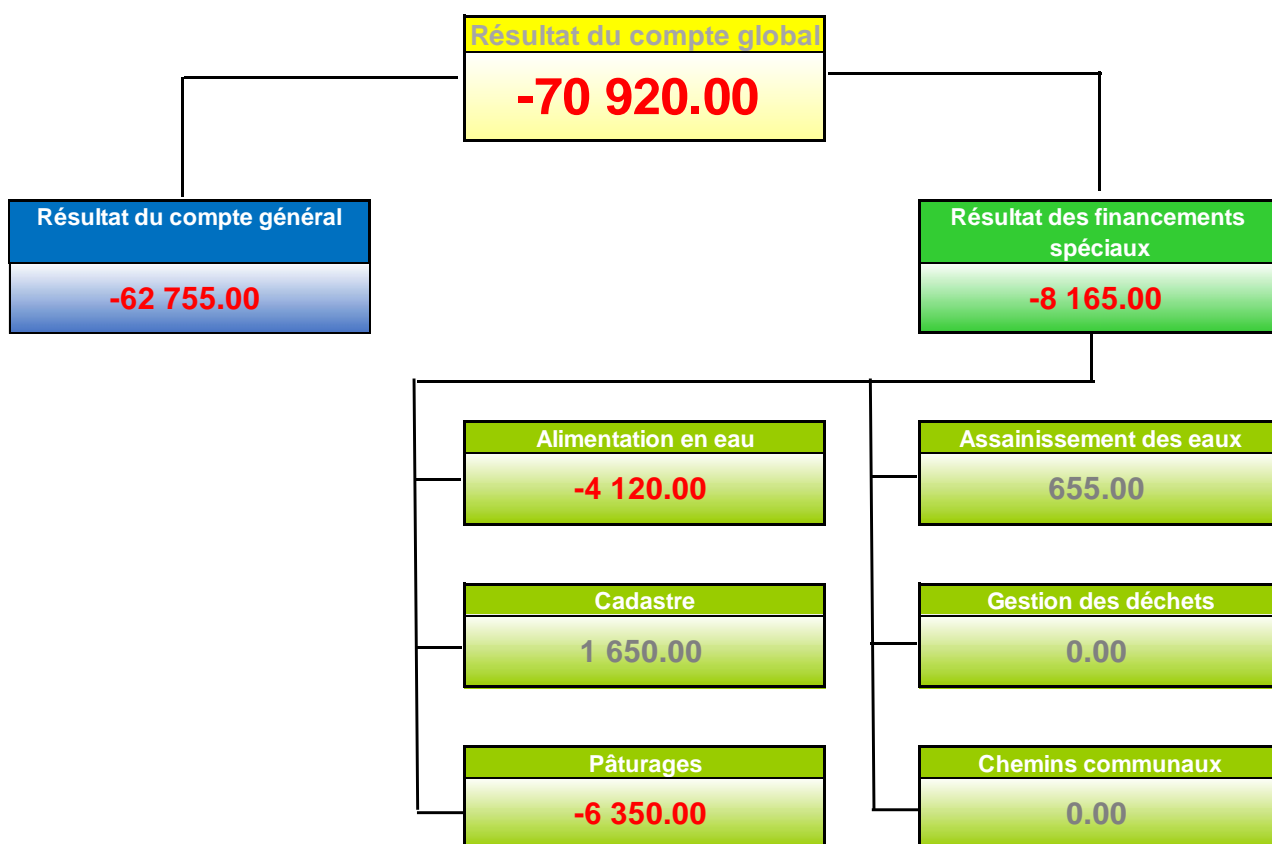 Résultat du compte global
-70 920.00
Résultat du compte général
-62 755.00
Résultat des financements
spéciaux
-8 165.00
Alimentation en eau
-4 120.00
Assainissement des eaux
655.00
Cadastre
1 650.00
Gestion des déchets
0.00
Pâturages
-6 350.00
Chemins communaux
0.00